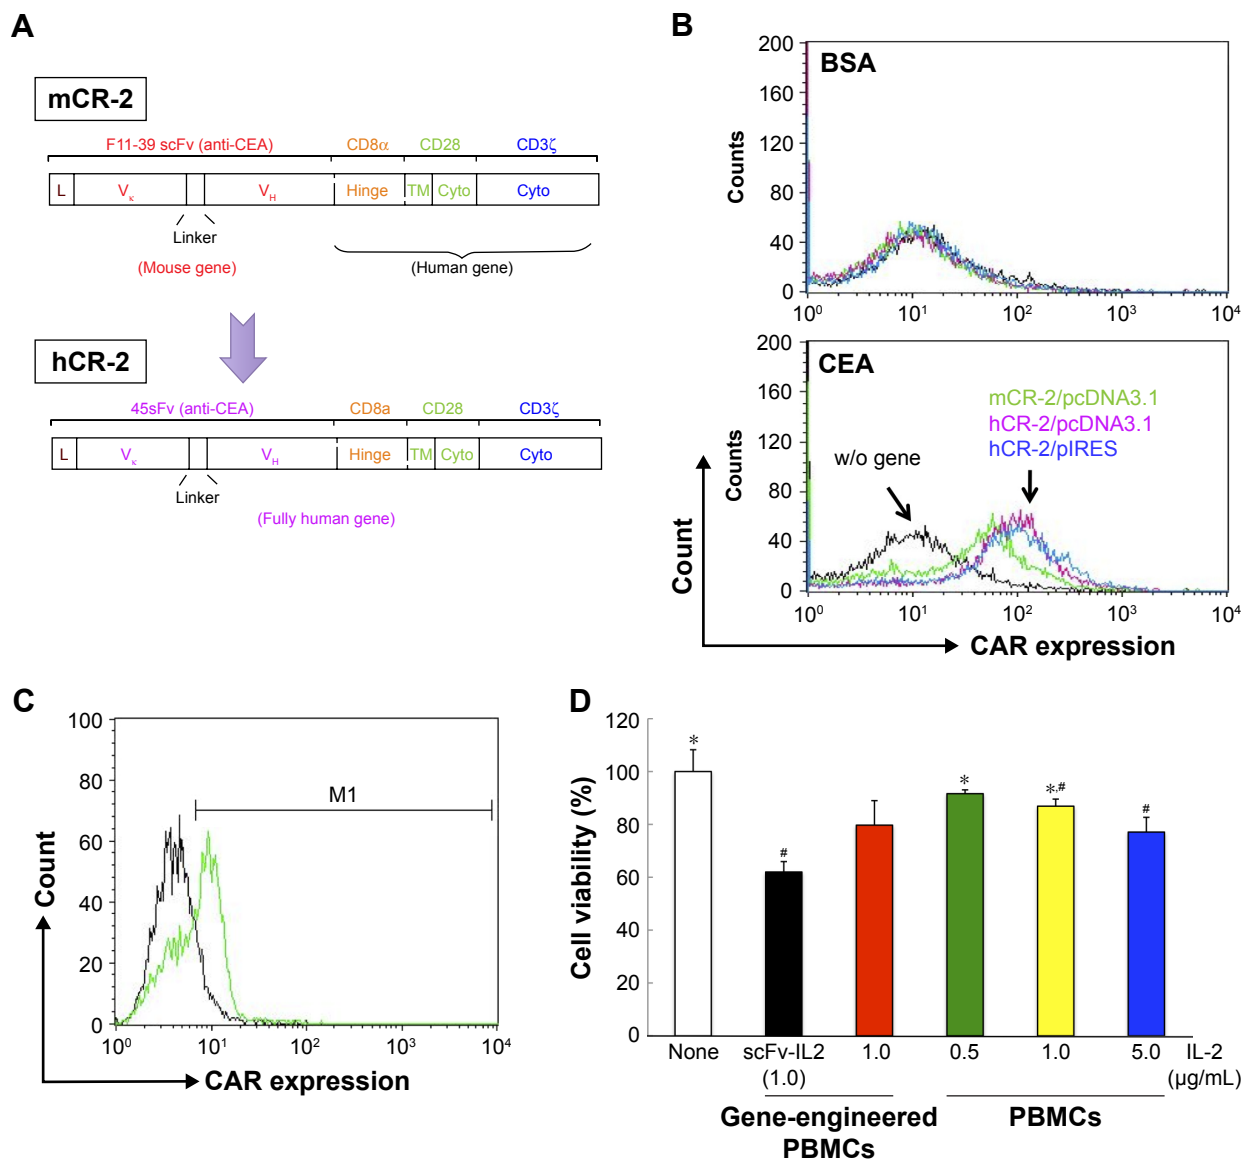 A
mCR-2
F11-39 scFv (anti-CEA) CD8α CD28 CD3ζ
L Vκ VH Hinge TM Cyto Cyto
Linker
(Mouse gene) (Human gene)
hCR-2
45sFv (anti-CEA) CD8a CD28 CD3ζ
L Vκ VH Hinge TM Cyto Cyto
Linker
(Fully human gene)
B
BSA
Counts
200
160
120
80
40
0
10⁰ 10¹ 10² 10³ 10⁴
CEA
Counts
200
160
120
80
40
0
mCR-2/pcDNA3.1
hCR-2/pcDNA3.1
hCR-2/pIRES
w/o gene
10⁰ 10¹ 10² 10³ 10⁴
Count
CAR expression
C
100
80
60
40
20
0
M1
10⁰ 10¹ 10² 10³ 10⁴
Count
CAR expression
D
Cell viability (%)
120
100
80
60
40
20
0
* # * *,# #
None scFv-IL2 1.0 0.5 1.0 5.0 IL-2
(1.0) (µg/mL)
Gene-engineered PBMCs
PBMCs